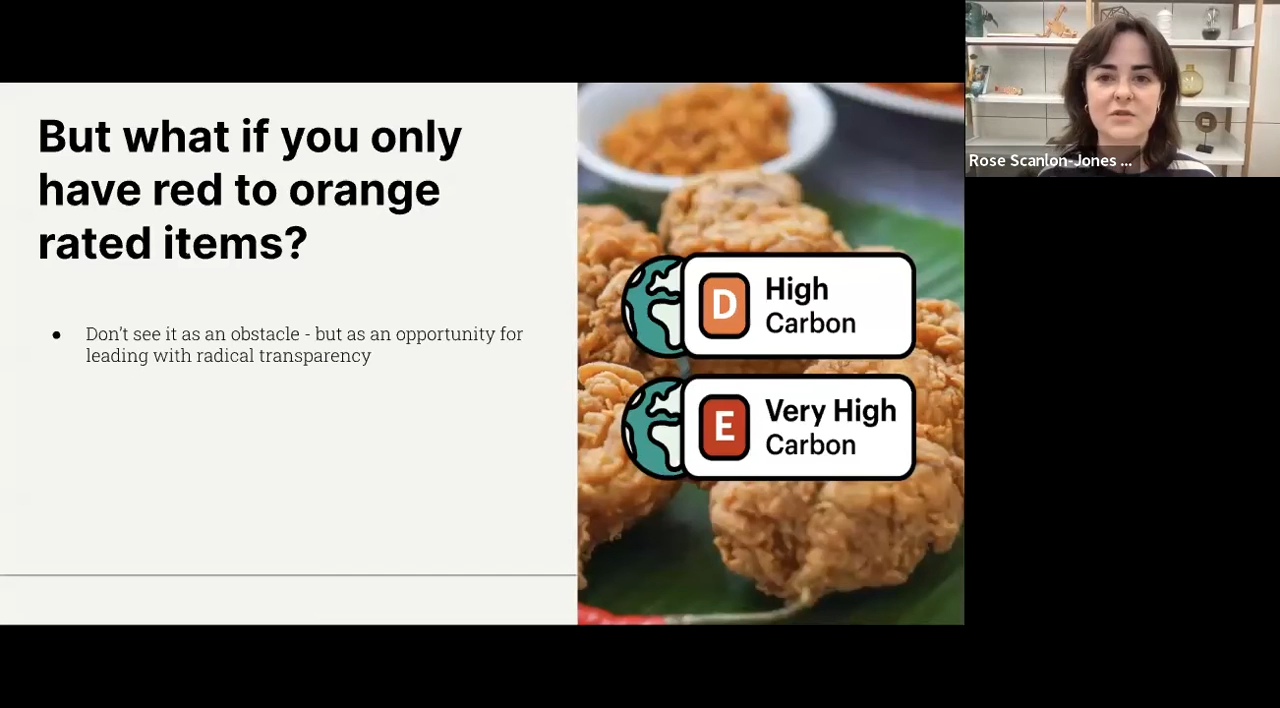 But what if you only
have red to orange
rated items?
● Don't see it as an obstacle - but as an opportunity for
leading with radical transparency
D High
Carbon
E Very High
Carbon
Rose Scanlon-Jones ...